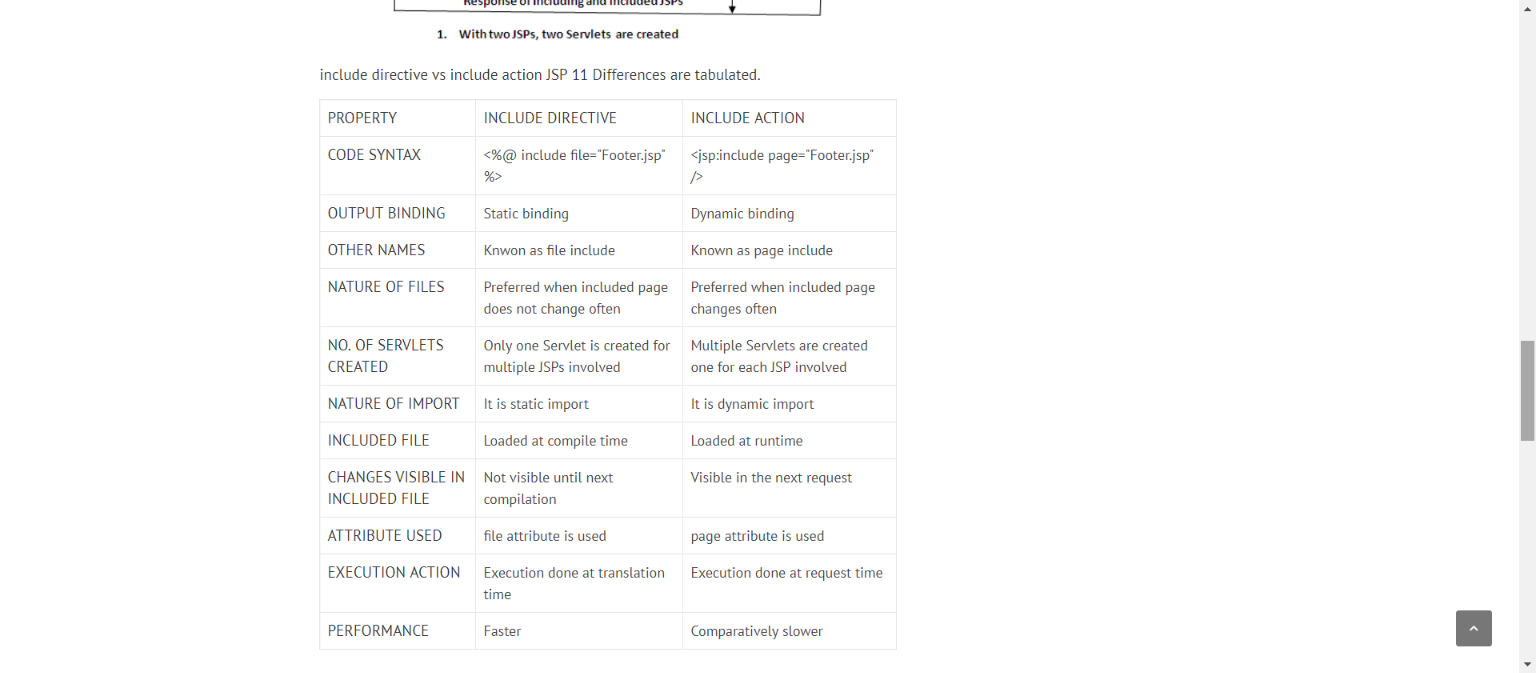 Response of Including and Included JSPs
1. With two JSPs, two Servlets are created
include directive vs include action JSP 11 Differences are tabulated.
PROPERTY INCLUDE DIRECTIVE INCLUDE ACTION
CODE SYNTAX <%@ include file="Footer.jsp" <jsp:include page="Footer.jsp"
%> />
OUTPUT BINDING Static binding Dynamic binding
OTHER NAMES Knwon as file include Known as page include
NATURE OF FILES Preferred when included page Preferred when included page
does not change often changes often
NO. OF SERVLETS Only one Servlet is created for Multiple Servlets are created
CREATED multiple JSPs involved one for each JSP involved
NATURE OF IMPORT It is static import It is dynamic import
INCLUDED FILE Loaded at compile time Loaded at runtime
CHANGES VISIBLE IN Not visible until next Visible in the next request
INCLUDED FILE compilation
ATTRIBUTE USED file attribute is used page attribute is used
EXECUTION ACTION Execution done at translation Execution done at request time
time
PERFORMANCE Faster Comparatively slower